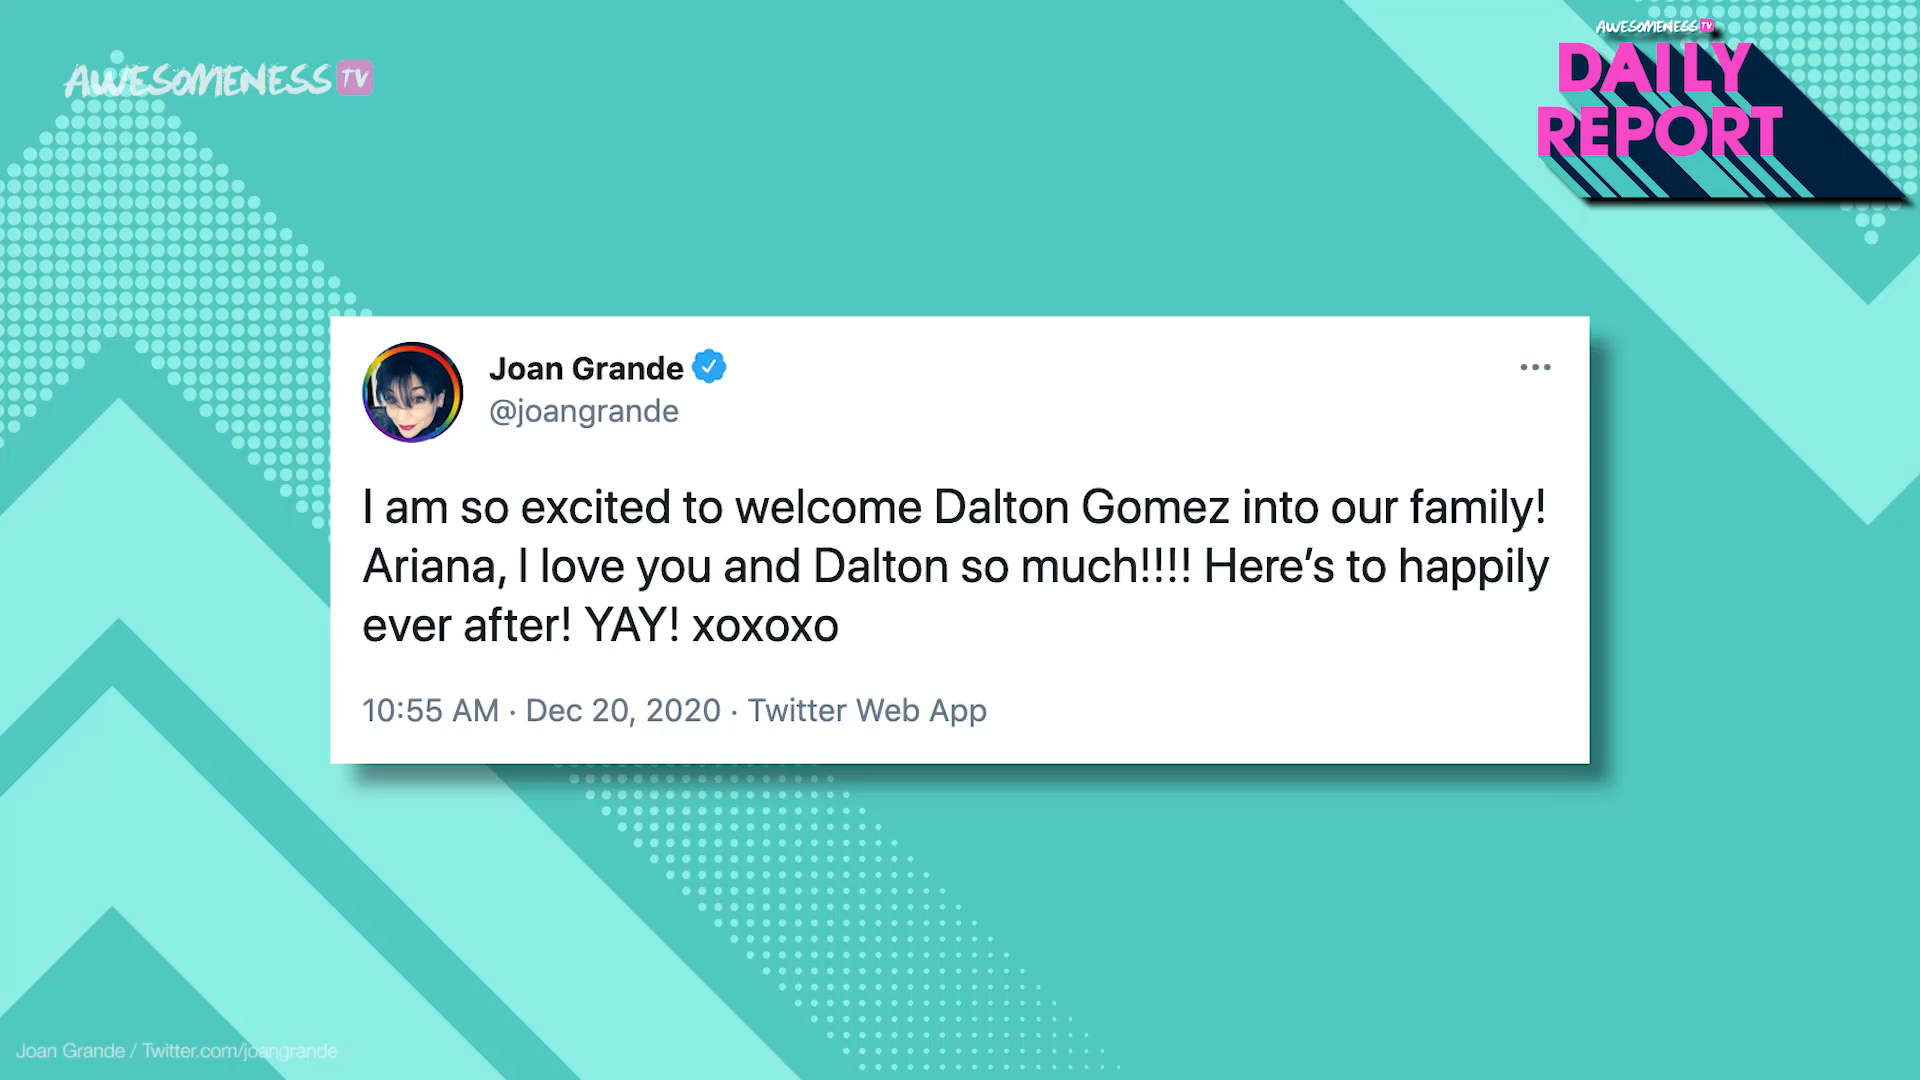 AWESOMENESS TV
AWESOMENESS TV
DAILY
REPORT
Joan Grande
@joangrande
I am so excited to welcome Dalton Gomez into our family!
Ariana, I love you and Dalton so much!!!! Here’s to happily
ever after! YAY! xoxoxo
10:55 AM · Dec 20, 2020 · Twitter Web App
Joan Grande / Twitter.com/joangrande